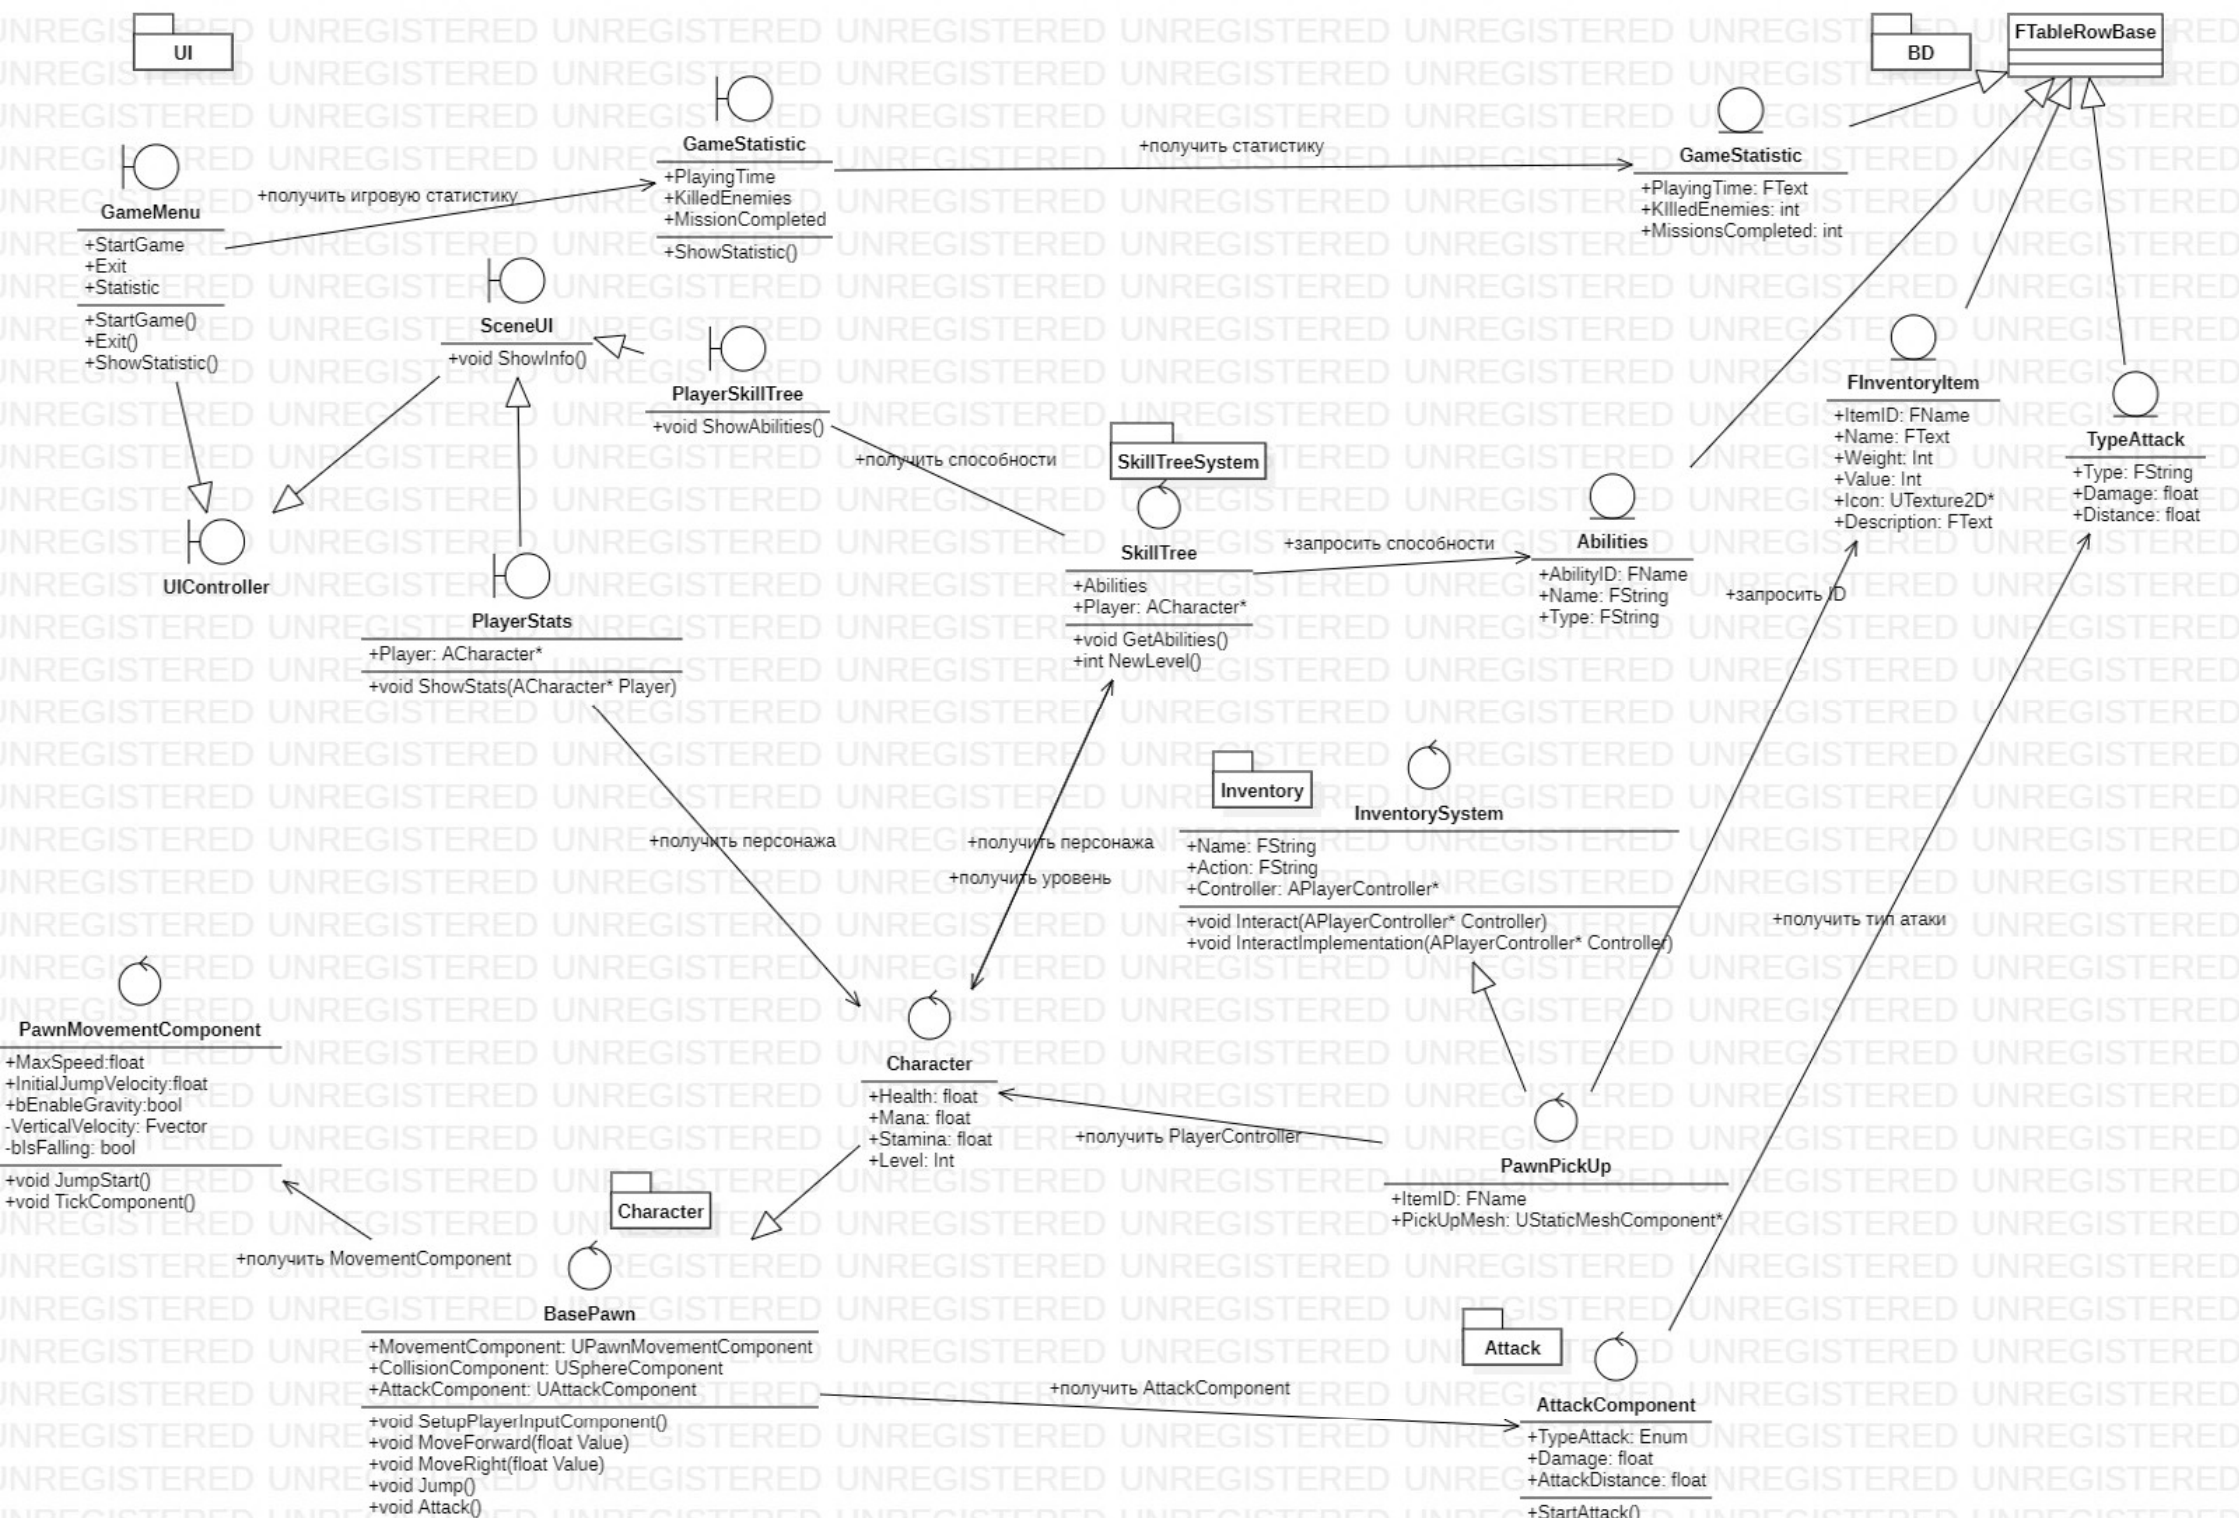 UI
BD
FTableRowBase
GameStatistic
+PlayingTime
+KilledEnemies
+MissionCompleted
+ShowStatistic()
+получить статистику
GameStatistic
+PlayingTime: FText
+KIlledEnemies: int
+MissionsCompleted: int
GameMenu
+StartGame
+Exit
+Statistic
+StartGame()
+Exit()
+ShowStatistic()
+получить игровую статистику
SceneUI
+void ShowInfo()
PlayerSkillTree
+void ShowAbilities()
+получить способности
SkillTreeSystem
SkillTree
+Abilities
+Player: ACharacter*
+void GetAbilities()
+int NewLevel()
+запросить способности
Abilities
+AbilityID: FName
+Name: FString
+Type: FString
FInventoryItem
+ItemID: FName
+Name: FText
+Weight: Int
+Value: Int
+Icon: UTexture2D*
+Description: FText
TypeAttack
+Type: FString
+Damage: float
+Distance: float
+запросить ID
UIController
PlayerStats
+Player: ACharacter*
+void ShowStats(ACharacter* Player)
+получить персонажа
+получить персонажа
+получить уровень
Inventory
InventorySystem
+Name: FString
+Action: FString
+Controller: APlayerController*
+void Interact(APlayerController* Controller)
+void InteractImplementation(APlayerController* Controller)
+получить тип атаки
PawnMovementComponent
+MaxSpeed:float
+InitialJumpVelocity:float
+bEnableGravity:bool
-VerticalVelocity: Fvector
-bIsFalling: bool
+void JumpStart()
+void TickComponent()
+получить MovementComponent
Character
+Health: float
+Mana: float
+Stamina: float
+Level: Int
+получить PlayerController
PawnPickUp
+ItemID: FName
+PickUpMesh: UStaticMeshComponent*
Character
BasePawn
+MovementComponent: UPawnMovementComponent
+CollisionComponent: USphereComponent
+AttackComponent: UAttackComponent
+void SetupPlayerInputComponent()
+void MoveForward(float Value)
+void MoveRight(float Value)
+void Jump()
+void Attack()
+получить AttackComponent
Attack
AttackComponent
+TypeAttack: Enum
+Damage: float
+AttackDistance: float
+StartAttack()